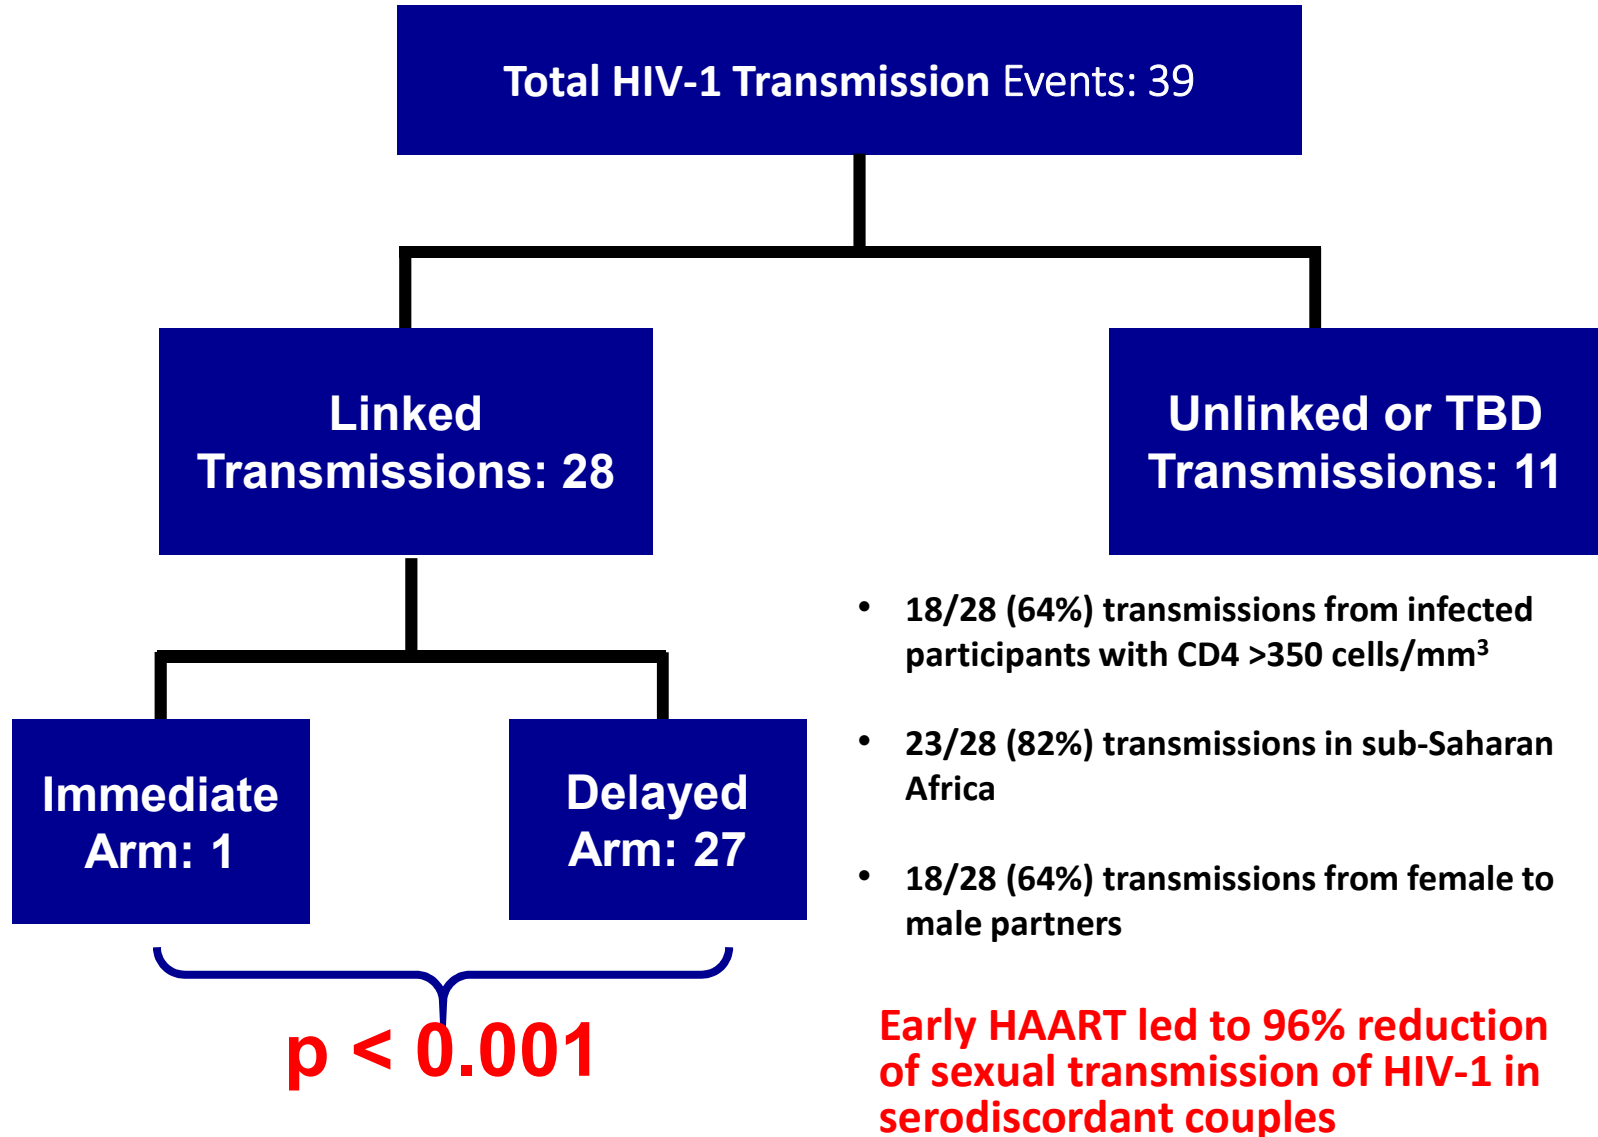 Total HIV-1 Transmission Events: 39
Linked
Transmissions: 28
Unlinked or TBD
Transmissions: 11
Immediate
Arm: 1
Delayed
Arm: 27
p < 0.001
• 18/28 (64%) transmissions from infected
participants with CD4 >350 cells/mm³
• 23/28 (82%) transmissions in sub-Saharan
Africa
• 18/28 (64%) transmissions from female to
male partners
Early HAART led to 96% reduction
of sexual transmission of HIV-1 in
serodiscordant couples